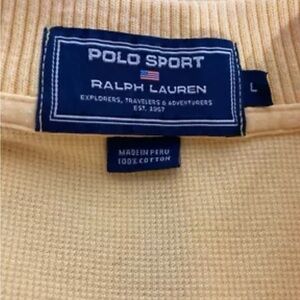 POLO SPORT
RALPH LAUREN
EXPLORERS, TRAVELERS & ADVENTURERS
EST. 1967
L
MADE IN PERU
100% COTTON